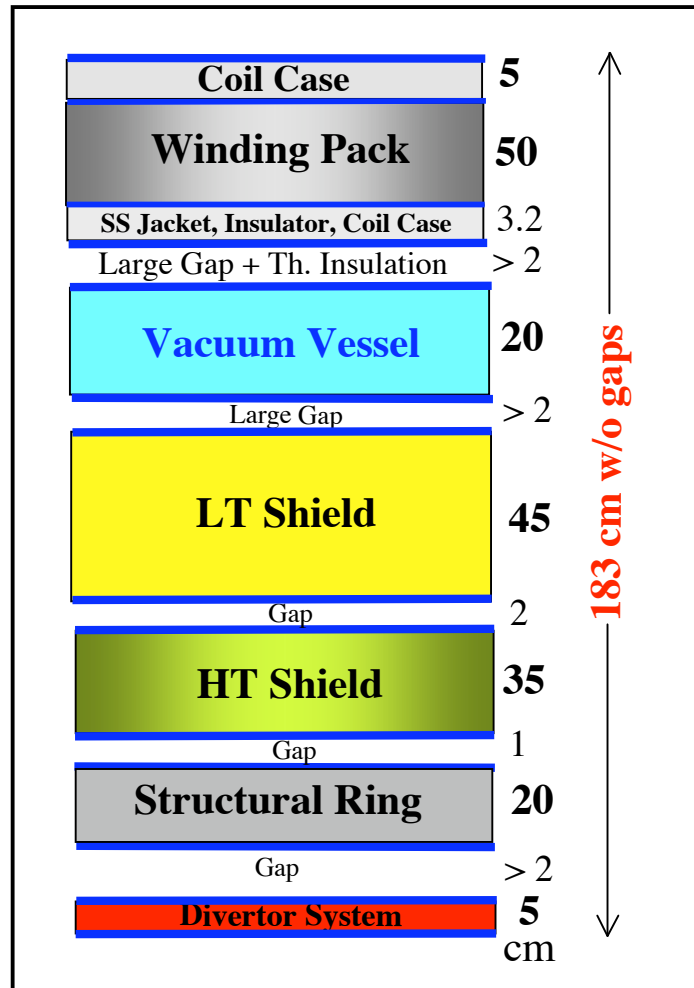 Coil Case 5
Winding Pack 50
SS Jacket, Insulator, Coil Case 3.2
Large Gap + Th. Insulation > 2
Vacuum Vessel 20
Large Gap > 2
LT Shield 45
Gap 2
HT Shield 35
Gap 1
Structural Ring 20
Gap > 2
Divertor System 5
cm
183 cm w/o gaps